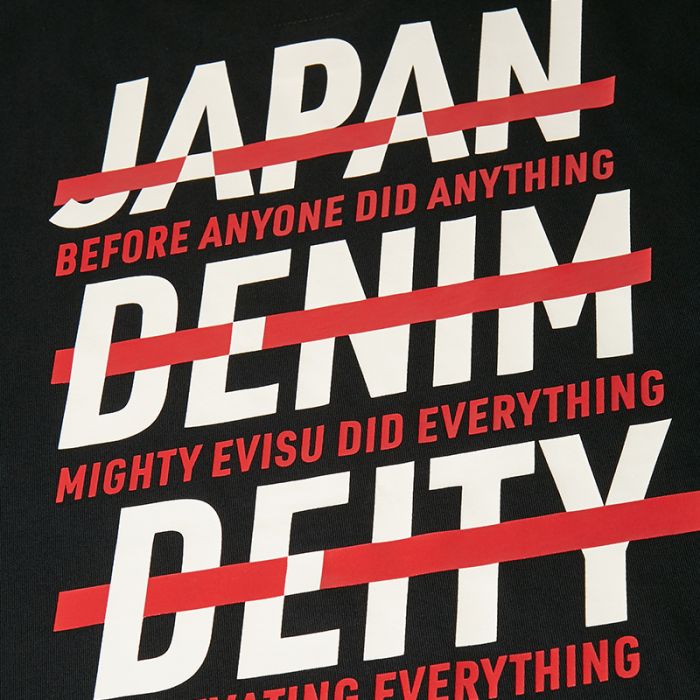 JAPAN
BEFORE ANYONE DID ANYTHING
DENIM
MIGHTY EVISU DID EVERYTHING
DEITY
EVERYTHING